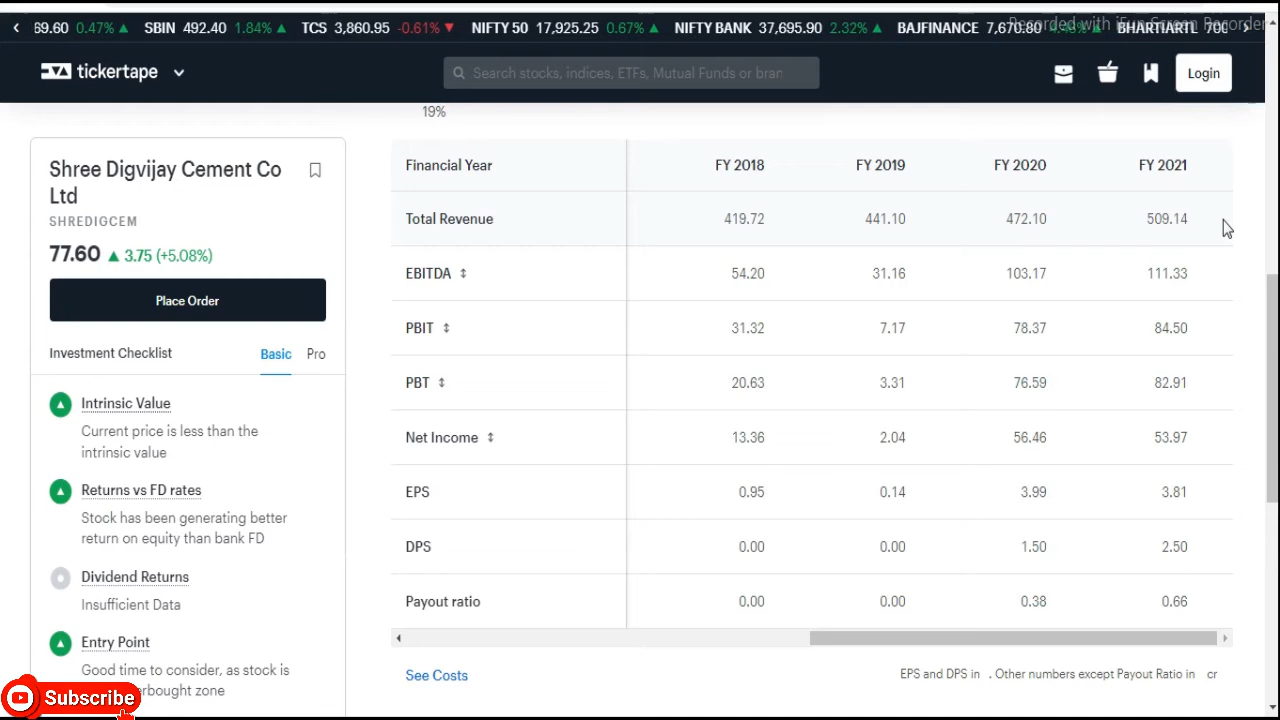 69.60 0.47% ▲ SBIN 492.40 1.84% ▲ TCS 3,860.95 -0.61% ▼ NIFTY 50 17,925.25 0.67% ▲ NIFTY BANK 37,695.90 2.32% ▲ BAJFINANCE 7,670.80 ▲ BHARTIARTL 700
Recorded with iFun Screen Recorder
tickertape
Search stocks, indices, ETFs, Mutual Funds or bran
Login
19%
Shree Digvijay Cement Co
Ltd
SHREDIGCEM
77.60 ▲ 3.75 (+5.08%)
Place Order
Investment Checklist Basic Pro
Intrinsic Value
Current price is less than the
intrinsic value
Returns vs FD rates
Stock has been generating better
return on equity than bank FD
Dividend Returns
Insufficient Data
Entry Point
Good time to consider, as stock is
erbought zone
Subscribe
Financial Year FY 2018 FY 2019 FY 2020 FY 2021
Total Revenue 419.72 441.10 472.10 509.14
EBITDA 54.20 31.16 103.17 111.33
PBIT 31.32 7.17 78.37 84.50
PBT 20.63 3.31 76.59 82.91
Net Income 13.36 2.04 56.46 53.97
EPS 0.95 0.14 3.99 3.81
DPS 0.00 0.00 1.50 2.50
Payout ratio 0.00 0.00 0.38 0.66
See Costs
EPS and DPS in . Other numbers except Payout Ratio in cr